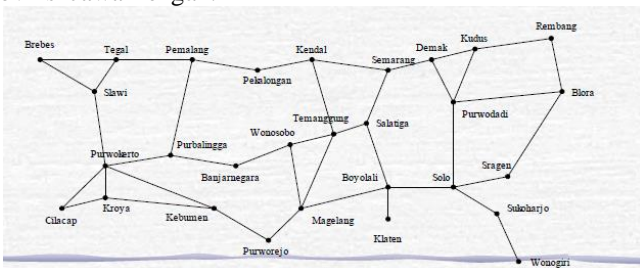 Brebes
Tegal
Pemalang
Kendal
Semarang
Demak
Kudus
Rembang
Pekalongan
Slawi
Blora
Purwodadi
Temanggung
Salatiga
Wonosobo
Purwokerto
Purbalingga
Banjarnegara
Boyolali
Solo
Sragen
Cilacap
Kroya
Kebumen
Magelang
Sukoharjo
Klaten
Purworejo
Wonogiri